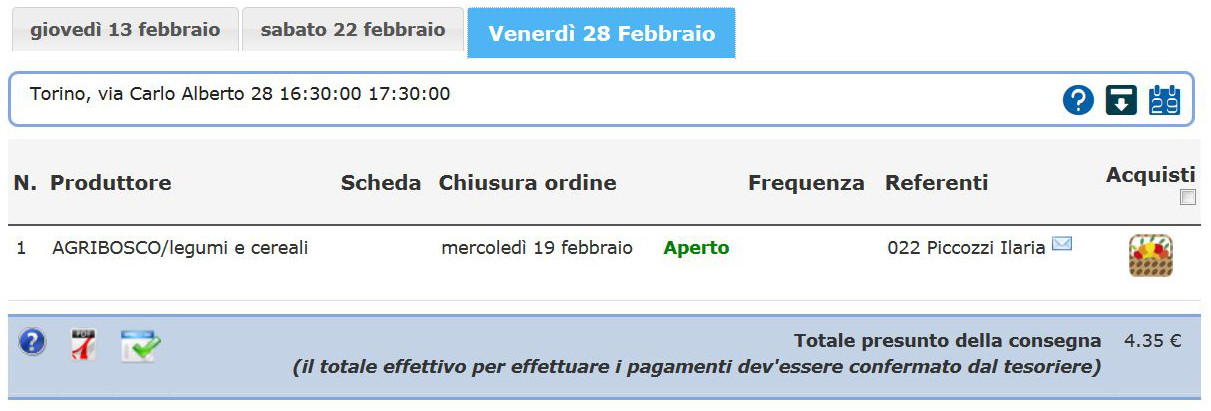 giovedì 13 febbraio sabato 22 febbraio Venerdì 28 Febbraio
Torino, via Carlo Alberto 28 16:30:00 17:30:00
? 29
N. Produttore Scheda Chiusura ordine Frequenza Referenti Acquisti
1 AGRIBOSCO/legumi e cereali mercoledì 19 febbraio Aperto 022 Piccozzi Ilaria
? PDF Totale presunto della consegna 4.35 €
(il totale effettivo per effettuare i pagamenti dev'essere confermato dal tesoriere)